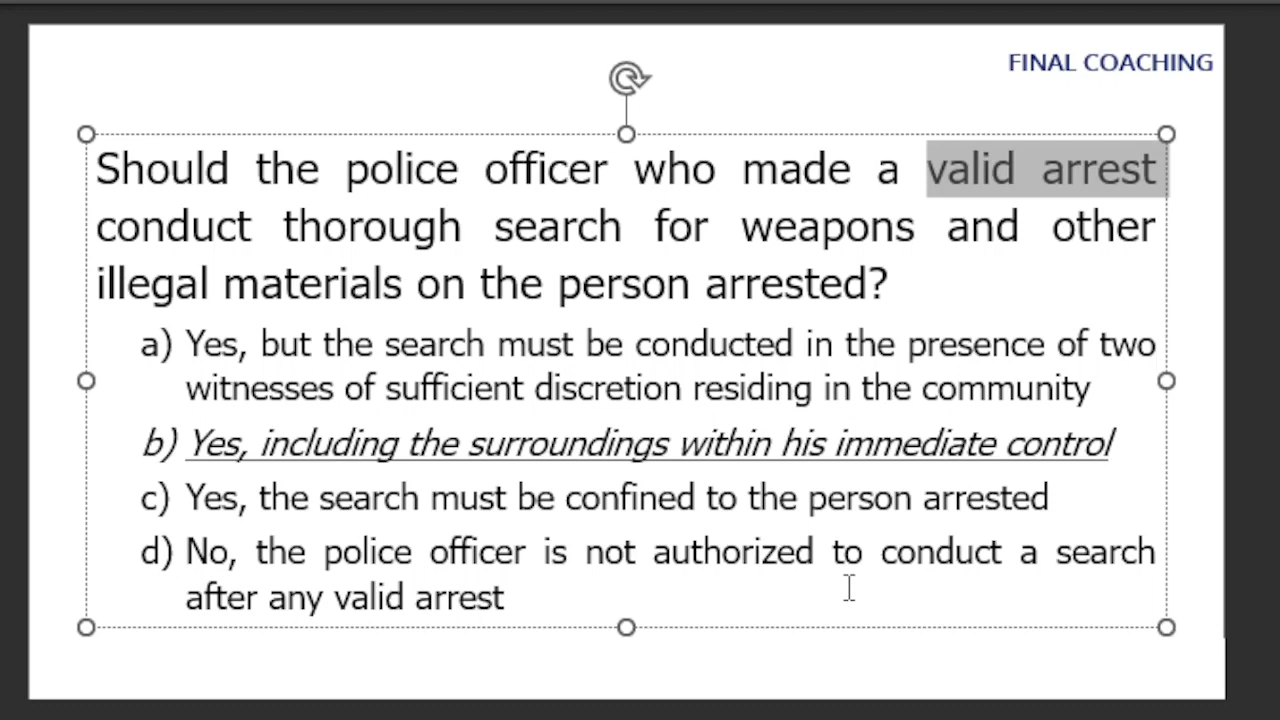 FINAL COACHING
Should the police officer who made a valid arrest
conduct thorough search for weapons and other
illegal materials on the person arrested?
a) Yes, but the search must be conducted in the presence of two
witnesses of sufficient discretion residing in the community
b) Yes, including the surroundings within his immediate control
c) Yes, the search must be confined to the person arrested
d) No, the police officer is not authorized to conduct a search
after any valid arrest